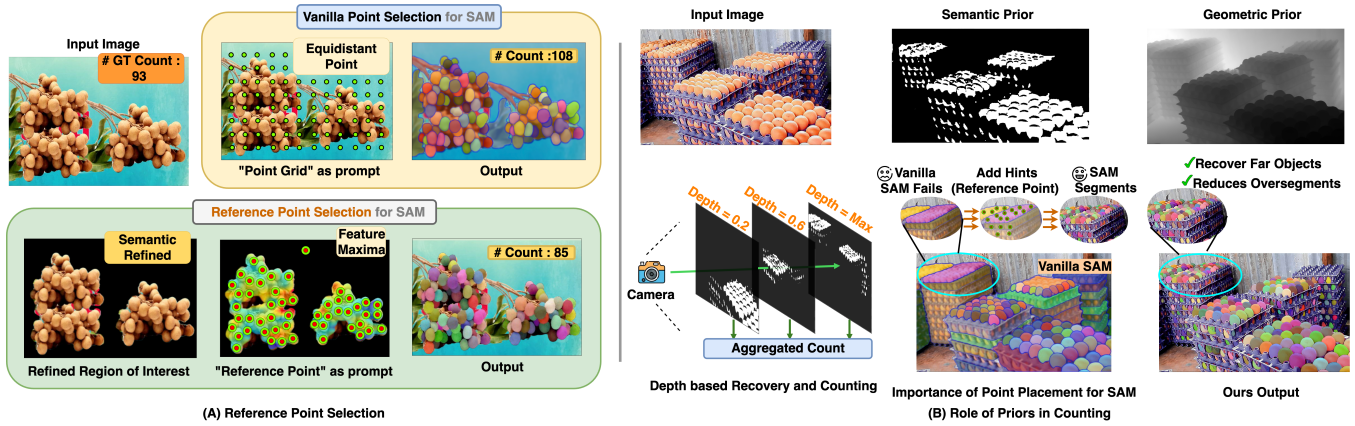 Vanilla Point Selection for SAM
Input Image
# GT Count :
93
Equidistant
Point
# Count :108
"Point Grid" as prompt
Output
Reference Point Selection for SAM
Semantic
Refined
Feature
Maxima
# Count : 85
Refined Region of Interest
"Reference Point" as prompt
Output
(A) Reference Point Selection
Input Image
Semantic Prior
Geometric Prior
Depth = 0.2
Depth = 0.6
Depth = Max
Camera
Aggregated Count
Depth based Recovery and Counting
Vanilla
SAM Fails
Add Hints
(Reference Point)
SAM
Segments
Vanilla SAM
Importance of Point Placement for SAM
✓Recover Far Objects
✓Reduces Oversegments
Ours Output
(B) Role of Priors in Counting